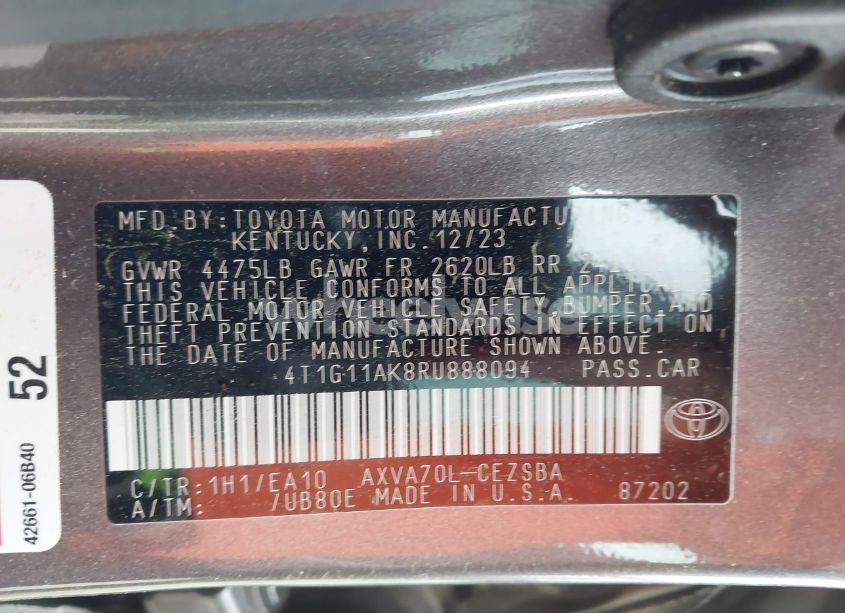 MFD. BY: TOYOTA MOTOR MANUFACTURING
KENTUCKY, INC. 12/23
GVWR 4475LB GAWR FR 2620LB RR
THIS VEHICLE CONFORMS TO ALL APPLICABLE
FEDERAL MOTOR VEHICLE SAFETY, BUMPER, AND
THEFT PREVENTION STANDARDS IN EFFECT ON
THE DATE OF MANUFACTURE SHOWN ABOVE.
4T1G11AK8RU888094 PASS.CAR
C/TR: 1H1/EA10 AXVA70L-CEZSBA
A/TM: /UB80E MADE IN U.S.A. 87202
52
42661-06B40